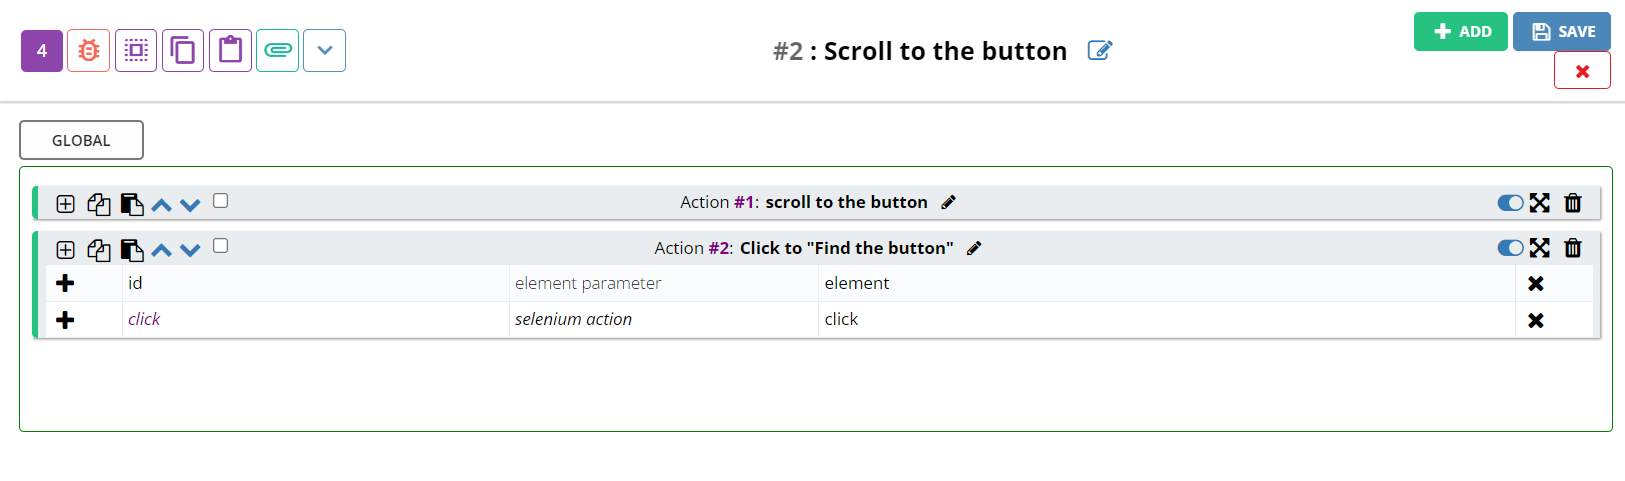 4
#2 : Scroll to the button
ADD
SAVE
GLOBAL
Action #1: scroll to the button
Action #2: Click to "Find the button"
id element parameter element
click selenium action click